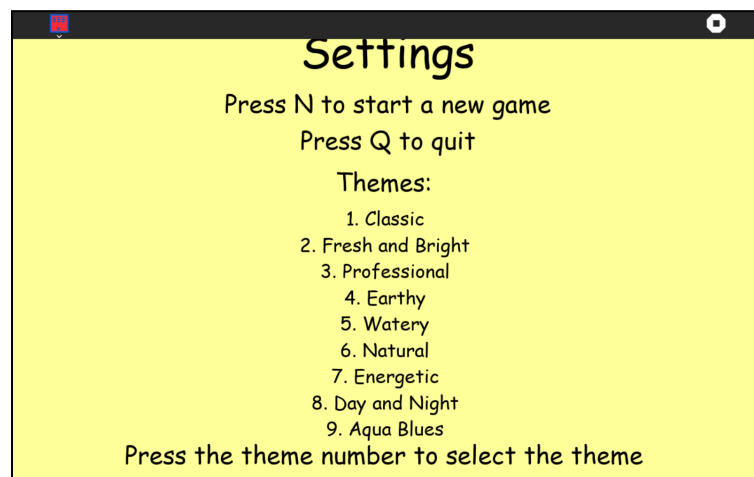 Settings
Press N to start a new game
Press Q to quit
Themes:
1. Classic
2. Fresh and Bright
3. Professional
4. Earthy
5. Watery
6. Natural
7. Energetic
8. Day and Night
9. Aqua Blues
Press the theme number to select the theme